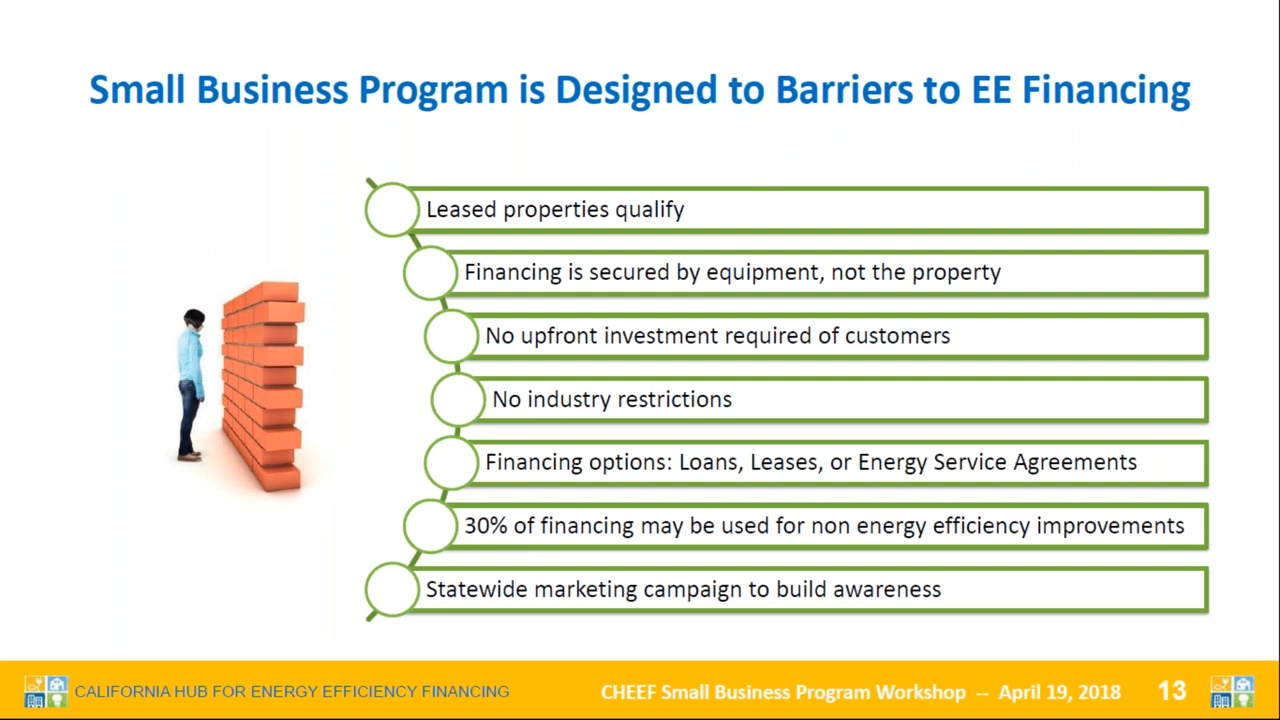 Small Business Program is Designed to Barriers to EE Financing
Leased properties qualify
Financing is secured by equipment, not the property
No upfront investment required of customers
No industry restrictions
Financing options: Loans, Leases, or Energy Service Agreements
30% of financing may be used for non energy efficiency improvements
Statewide marketing campaign to build awareness
CALIFORNIA HUB FOR ENERGY EFFICIENCY FINANCING
CHEEF Small Business Program Workshop -- April 19, 2018
13